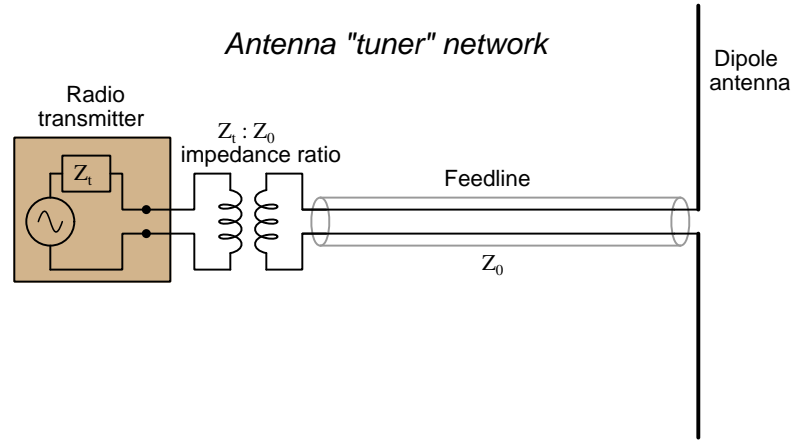 Antenna "tuner" network
Dipole
antenna
Radio
transmitter
Zt : Z0
impedance ratio
Zt
Feedline
Z0